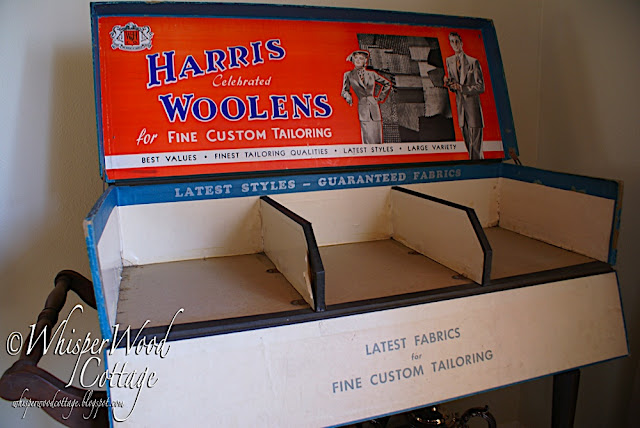 HARRIS
Celebrated
WOOLENS
for FINE CUSTOM TAILORING
BEST VALUES • FINEST TAILORING QUALITIES • LATEST STYLES • LARGE VARIETY
LATEST STYLES – GUARANTEED FABRICS
LATEST FABRICS
for
FINE CUSTOM TAILORING
©WhisperWood
Cottage
whisperwoodcottage.blogspot.com